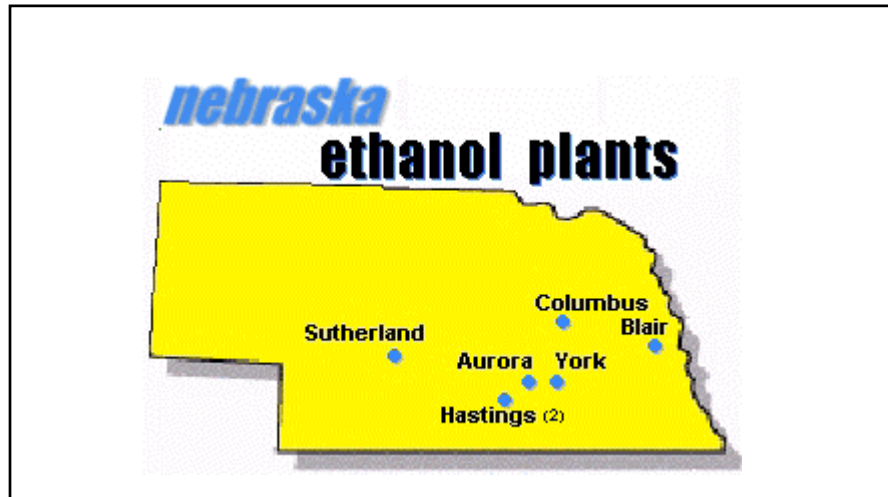 nebraska
ethanol plants
Columbus
Blair
Sutherland
Aurora York
Hastings (2)